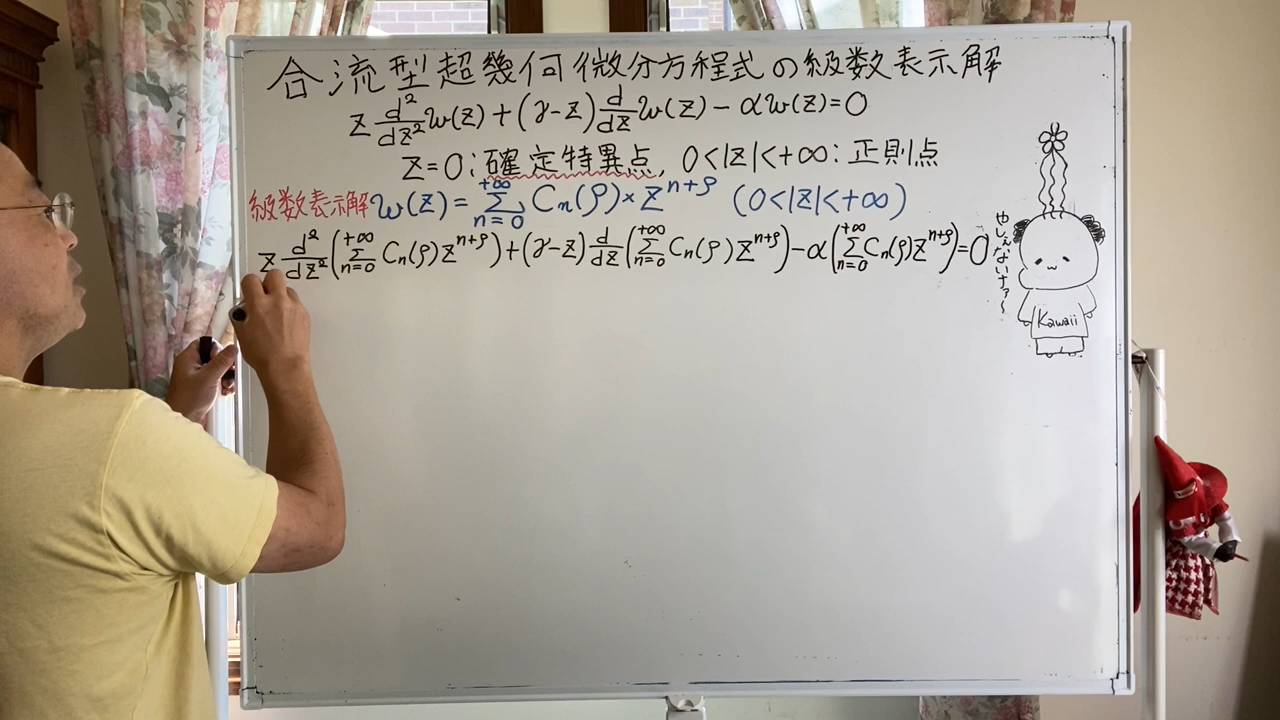 合流型超幾何微分方程式の級数表示解
z d²/dz² w(z) + (γ-z) d/dz w(z) - αw(z) = 0
z=0:確定特異点, 0<|z|<+∞:正則点
級数表示解 w(z) = Σ_{n=0}^{+∞} Cₙ(ρ)×z^{n+ρ} (0<|z|<+∞)
z d²/dz² (Σ_{n=0}^{+∞} Cₙ(ρ)z^{n+ρ}) + (γ-z) d/dz (Σ_{n=0}^{+∞} Cₙ(ρ)z^{n+ρ}) - α(Σ_{n=0}^{+∞} Cₙ(ρ)z^{n+ρ}) = 0
Kawaii